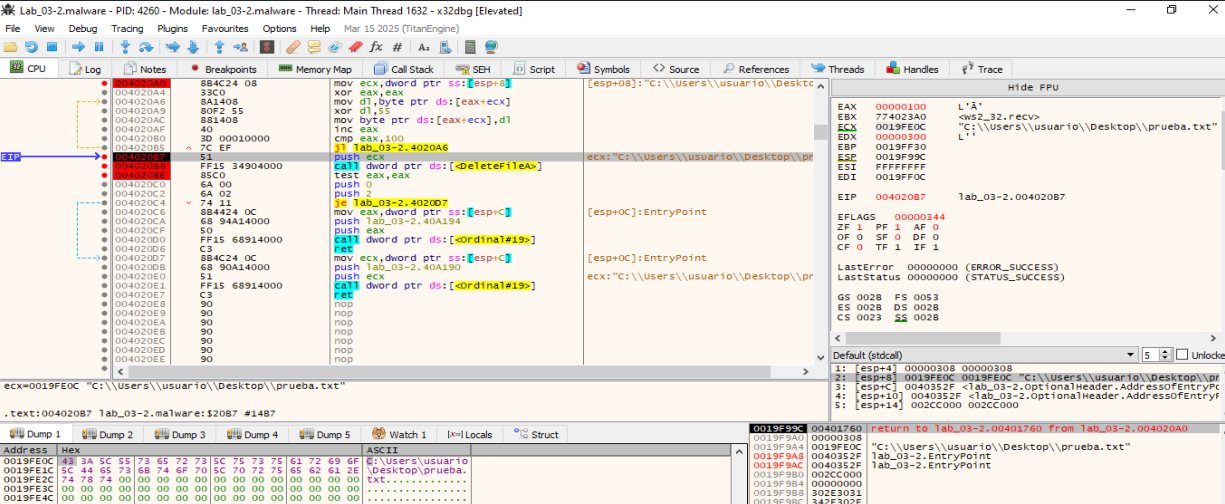 Lab_03-2.malware - PID: 4260 - Module: lab_03-2.malware - Thread: Main Thread 1632 - x32dbg [Elevated]
File View Debug Tracing Plugins Favourites Options Help Mar 15 2025 (TitanEngine)
CPU Log Notes Breakpoints Memory Map Call Stack SEH Script Symbols Source References Threads Handles Trace
004020A0 8B4C24 08 mov ecx,dword ptr ss:[esp+8] [esp+08]:"C:\\Users\\usuario\\Deskto
004020A4 33C0 xor eax,eax
004020A6 8A1408 mov dl,byte ptr ds:[eax+ecx]
004020A9 80F2 55 xor dl,55
004020AC 881408 mov byte ptr ds:[eax+ecx],dl
004020AF 40 inc eax
004020B0 3D 00010000 cmp eax,100
004020B5 7C EF jl lab_03-2.4020A6
EIP 004020B7 51 push ecx ecx:"C:\\Users\\usuario\\Desktop\\pr
004020B8 FF15 34904000 call dword ptr ds:[<DeleteFileA>]
004020BE 85C0 test eax,eax
004020C0 6A 00 push 0
004020C2 6A 02 push 2
004020C4 74 11 je lab_03-2.4020D7
004020C6 8B4424 0C mov eax,dword ptr ss:[esp+C] [esp+0C]:EntryPoint
004020CA 68 94A14000 push lab_03-2.40A194
004020CF 50 push eax
004020D0 FF15 68914000 call dword ptr ds:[<Ordinal#19>]
004020D6 C3 ret
004020D7 8B4C24 0C mov ecx,dword ptr ss:[esp+C] [esp+0C]:EntryPoint
004020DB 68 90A14000 push lab_03-2.40A190
004020E0 51 push ecx ecx:"C:\\Users\\usuario\\Desktop\\pr
004020E1 FF15 68914000 call dword ptr ds:[<Ordinal#19>]
004020E7 C3 ret
004020E8 90 nop
004020E9 90 nop
004020EA 90 nop
004020EB 90 nop
004020EC 90 nop
004020ED 90 nop
004020EE 90 nop
Hide FPU
EAX 00000100 L'Ā'
EBX 774023A0 <ws2_32.recv>
ECX 0019FE0C "C:\\Users\\usuario\\Desktop\\prueba.txt"
EDX 00000300
EBP 0019FF30
ESP 0019F99C
ESI FFFFFFFF
EDI 0019FF0C
EIP 004020B7 lab_03-2.004020B7
EFLAGS 00000344
ZF 1 PF 1 AF 0
OF 0 SF 0 DF 0
CF 0 TF 1 IF 1
LastError 00000000 (ERROR_SUCCESS)
LastStatus 00000000 (STATUS_SUCCESS)
GS 002B FS 0053
ES 002B DS 002B
CS 0023 SS 002B
Default (stdcall) 5 Unlocke
1: [esp+4] 00000308 00000308
2: [esp+8] 0019FE0C 0019FE0C "C:\\Users\\usuario\\Desktop\\pr
3: [esp+C] 0040352F <lab_03-2.OptionalHeader.AddressOfEntryPo
4: [esp+10] 0040352F <lab_03-2.OptionalHeader.AddressOfEntry
5: [esp+14] 002CC000 002CC000
ecx=0019FE0C "C:\\Users\\usuario\\Desktop\\prueba.txt"
.text:004020B7 lab_03-2.malware:$20B7 #14B7
Dump 1 Dump 2 Dump 3 Dump 4 Dump 5 Watch 1 [x=] Locals Struct
Address Hex ASCII
0019FE0C 43 3A 5C 55 73 65 72 73 5C 75 73 75 61 72 69 6F C:\Users\usuario
0019FE1C 5C 44 65 73 6B 74 6F 70 5C 70 72 75 65 62 61 2E \Desktop\prueba.
0019FE2C 74 78 74 00 00 00 00 00 00 00 00 00 00 00 00 00 txt.............
0019FE3C 00 00 00 00 00 00 00 00 00 00 00 00 00 00 00 00 ................
0019FE4C 00 00 00 00 00 00 00 00 00 00 00 00 00 00 00 00 ................
0019F99C 00401760 return to lab_03-2.00401760 from lab_03-2.004020A0
0019F9A0 00000308
0019F9A4 0019FE0C "C:\\Users\\usuario\\Desktop\\prueba.txt"
0019F9A8 0040352F lab_03-2.EntryPoint
0019F9AC 0040352F lab_03-2.EntryPoint
0019F9B0 002CC000
0019F9B4 00000000
0019F9B8 302E3031
0019F9BC 342E302F